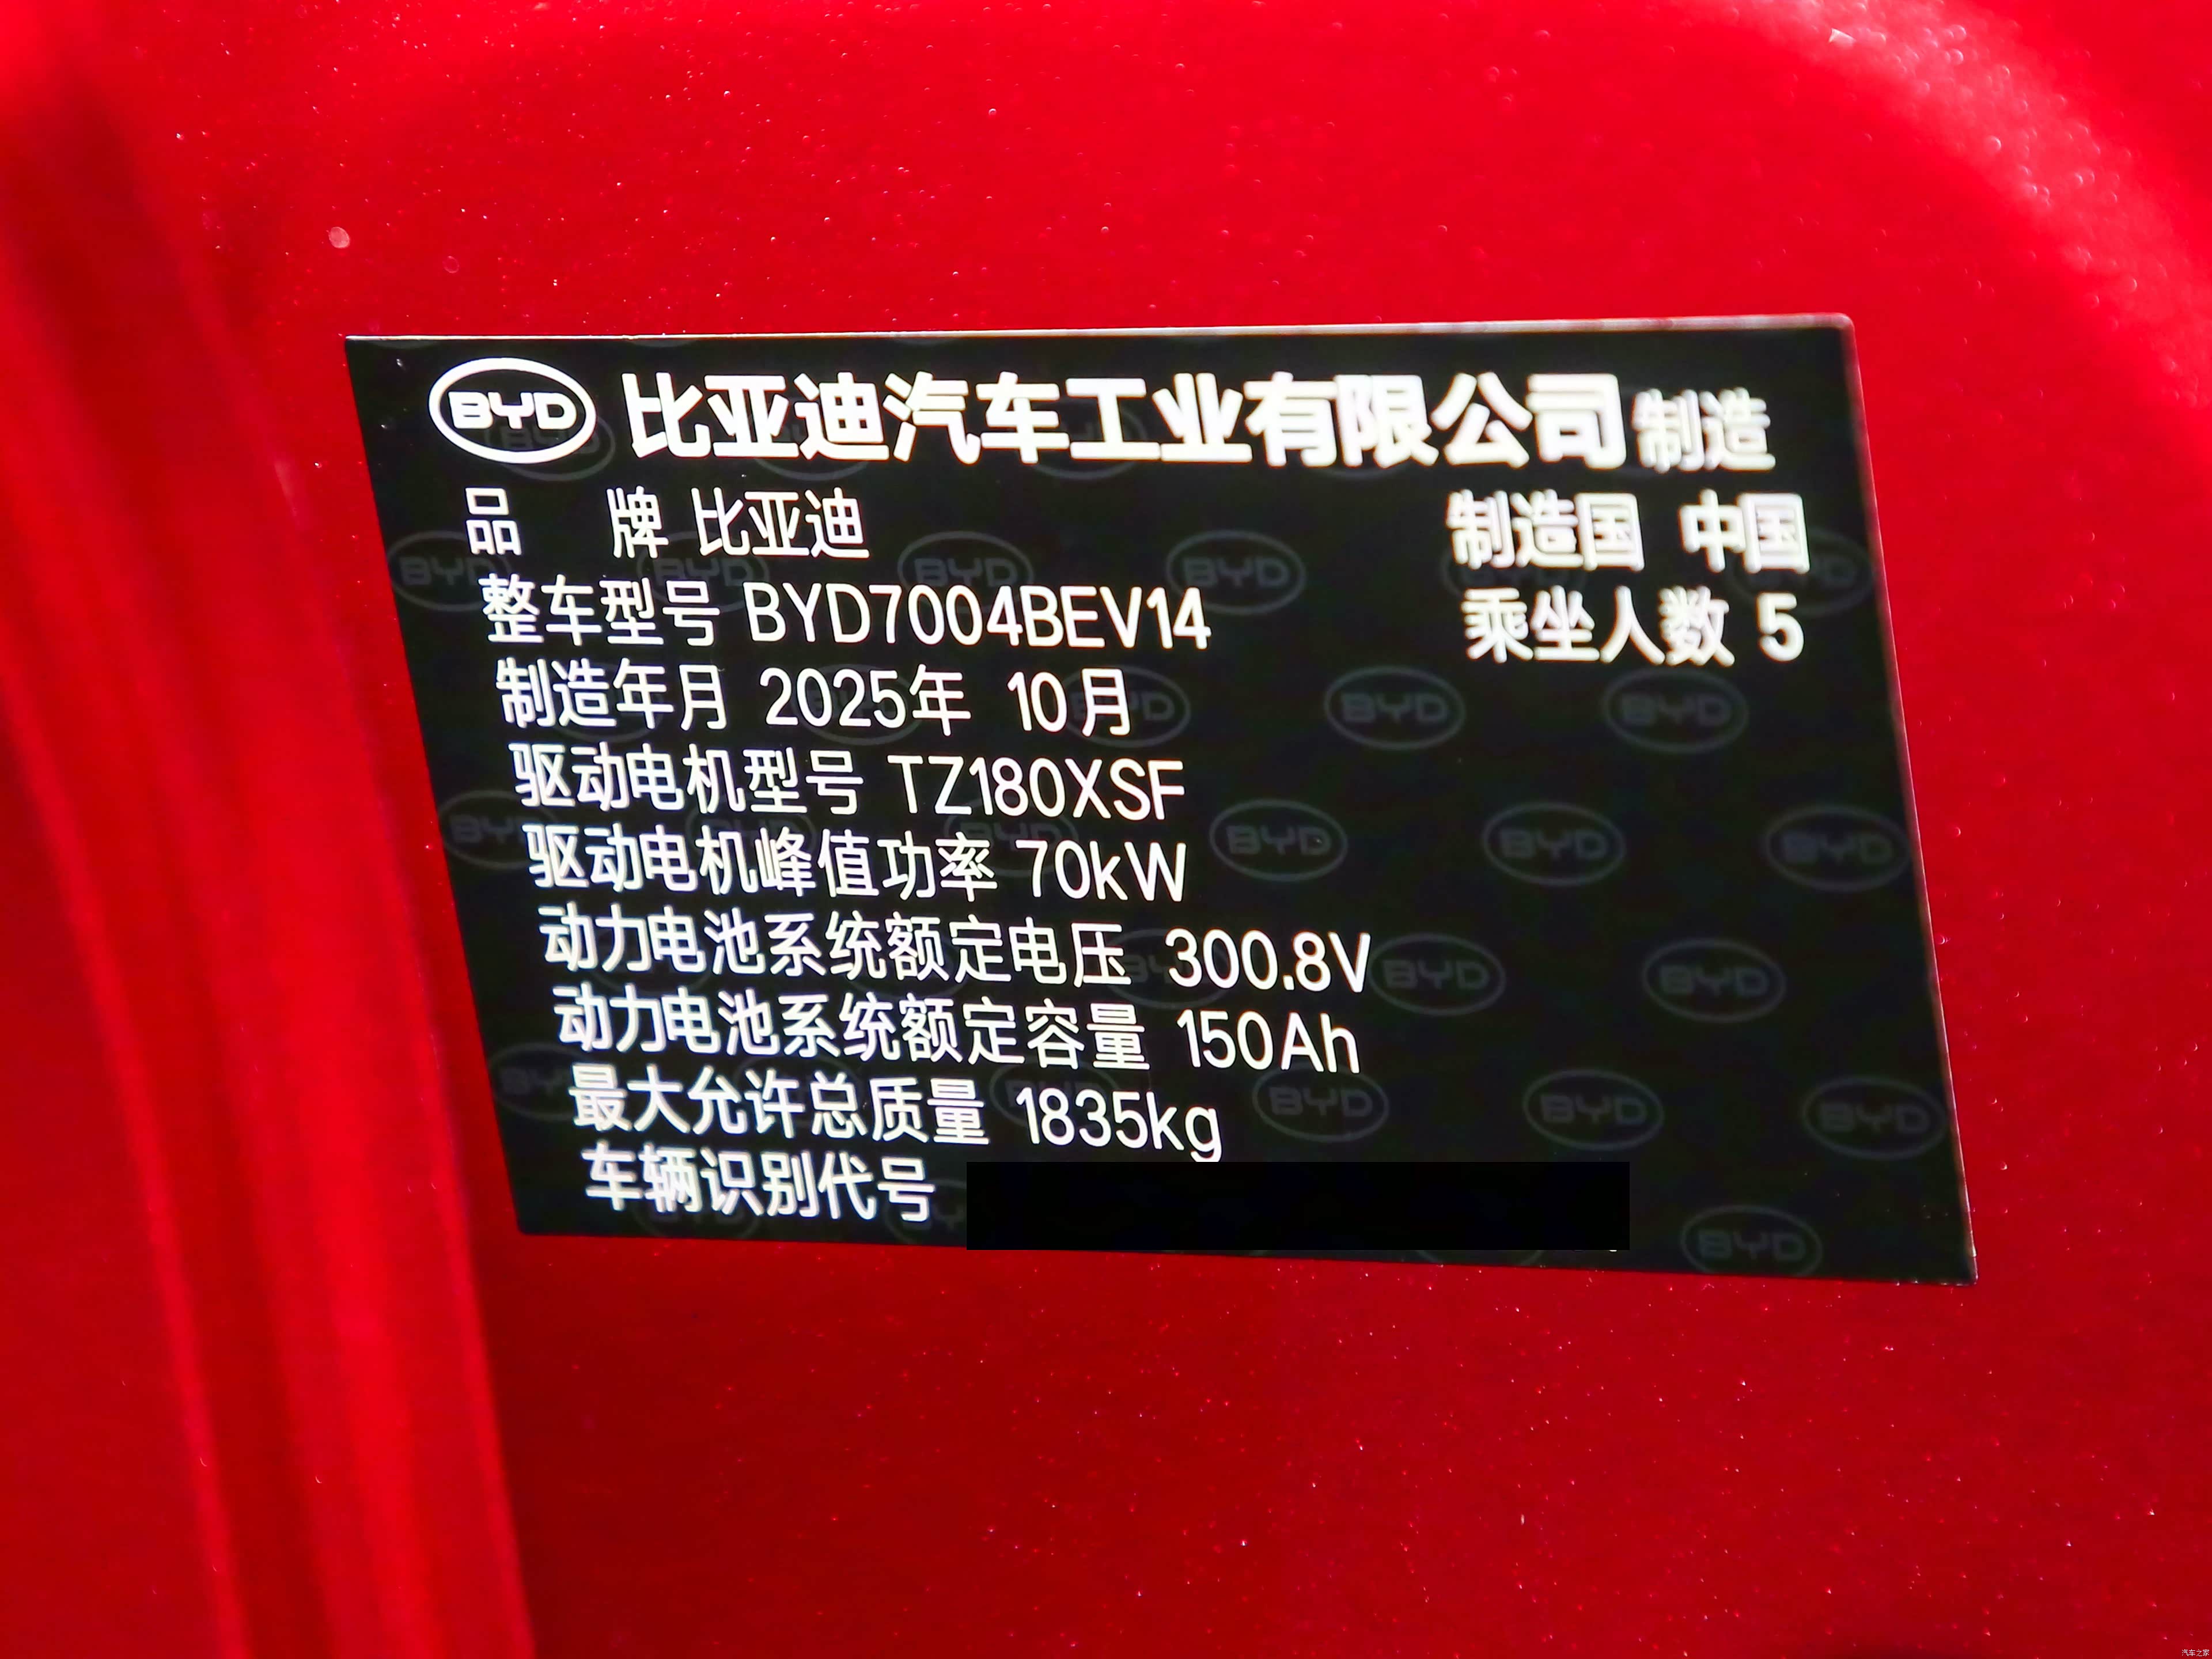 BYD 比亚迪汽车工业有限公司 制造
品 牌 比亚迪 制造国 中国
整车型号 BYD7004BEV14 乘坐人数 5
制造年月 2025年 10月
驱动电机型号 TZ180XSF
驱动电机峰值功率 70kW
动力电池系统额定电压 300.8V
动力电池系统额定容量 150Ah
最大允许总质量 1835kg
车辆识别代号
汽车之家